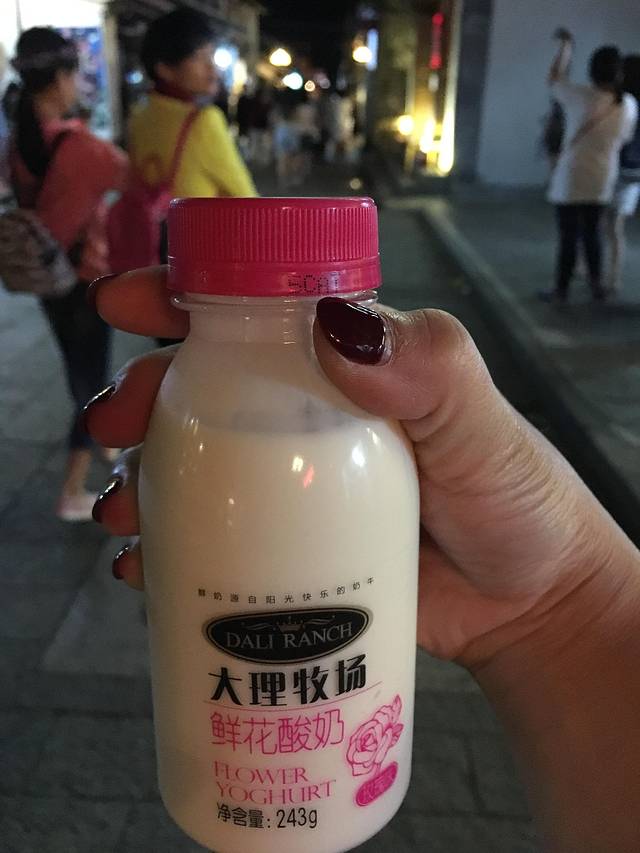 鲜奶源自阳光快乐的奶牛
DALI RANCH
大理牧场
鲜花酸奶
FLOWER
YOGHURT
净含量: 243g